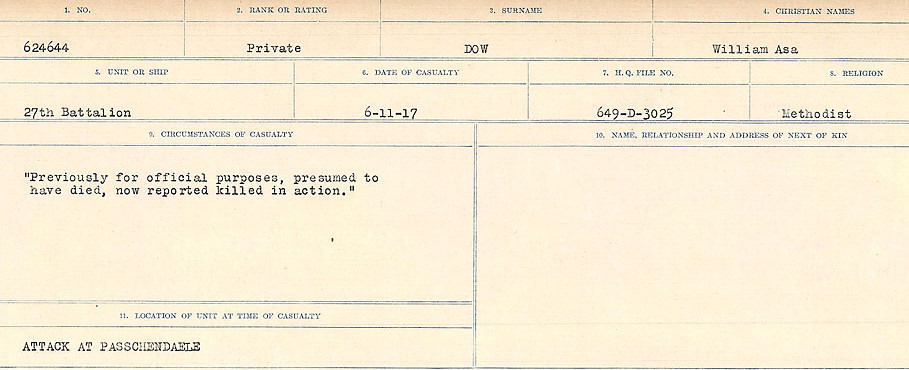 1. NO. 2. RANK OR RATING 3. SURNAME 4. CHRISTIAN NAMES
624644 Private DOW William Asa
5. UNIT OR SHIP 6. DATE OF CASUALTY 7. H.Q. FILE NO. 8. RELIGION
27th Battalion 6-11-17 649-D-3025 Methodist
9. CIRCUMSTANCES OF CASUALTY 10. NAME, RELATIONSHIP AND ADDRESS OF NEXT OF KIN
"Previously for official purposes, presumed to
have died, now reported killed in action."
11. LOCATION OF UNIT AT TIME OF CASUALTY
ATTACK AT PASSCHENDAELE